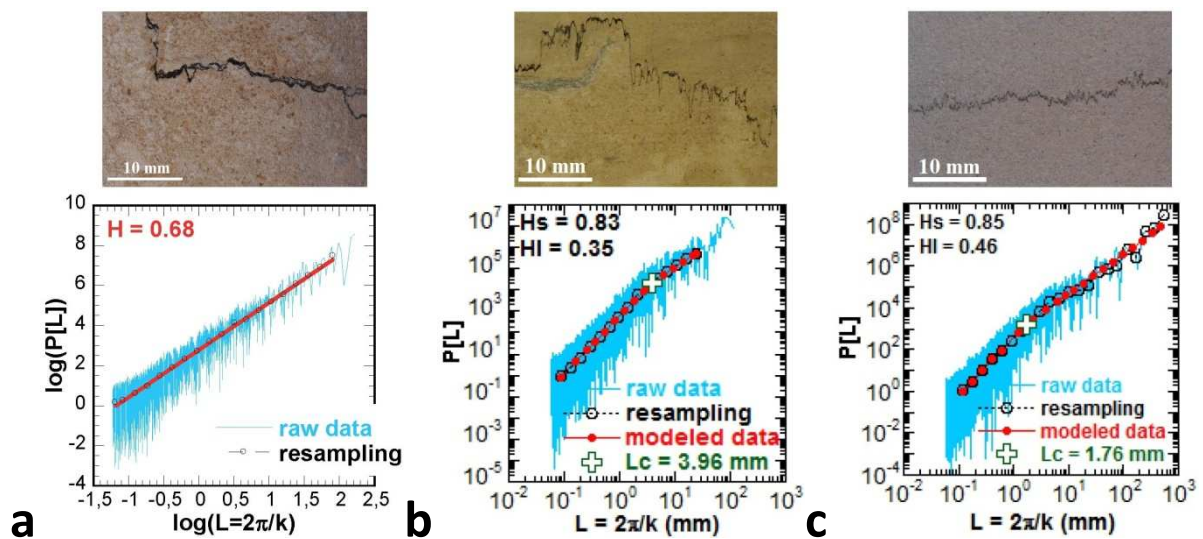 10 mm
10 mm
10 mm
a
H = 0.68
log(P[L])
10
8
6
4
2
0
-2
-4
-1,5 -1 -0,5 0 0,5 1 1,5 2 2,5
log(L=2π/k)
raw data
resampling
b
Hs = 0.83
Hl = 0.35
P[L]
10^7
10^5
10^3
10^1
10^-1
10^-3
10^-5
10^-2 10^-1 10^0 10^1 10^2 10^3
L = 2π/k (mm)
raw data
resampling
modeled data
Lc = 3.96 mm
c
Hs = 0.85
Hl = 0.46
P[L]
10^8
10^6
10^4
10^2
10^0
10^-2
10^-4
10^-2 10^-1 10^0 10^1 10^2 10^3
L = 2π/k (mm)
raw data
resampling
modeled data
Lc = 1.76 mm